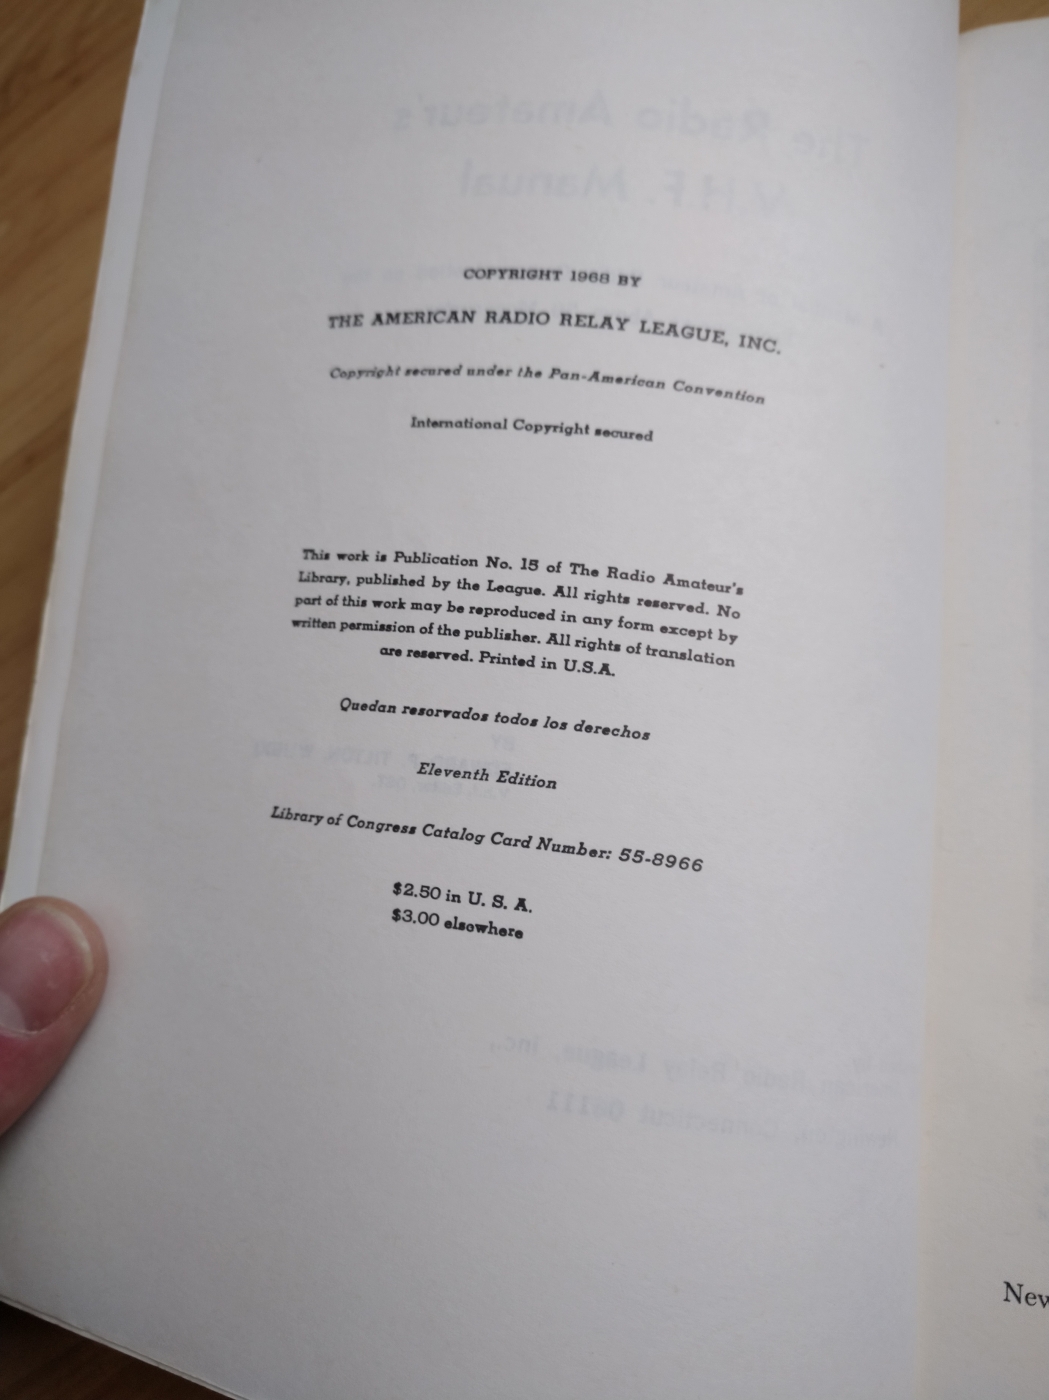 COPYRIGHT 1968 BY
THE AMERICAN RADIO RELAY LEAGUE, INC.
Copyright secured under the Pan-American Convention
International Copyright secured
This work is Publication No. 15 of The Radio Amateur's
Library, published by the League. All rights reserved. No
part of this work may be reproduced in any form except by
written permission of the publisher. All rights of translation
are reserved. Printed in U.S.A.
Quedan reservados todos los derechos
Eleventh Edition
Library of Congress Catalog Card Number: 55-8966
$2.50 in U. S. A.
$3.00 elsewhere